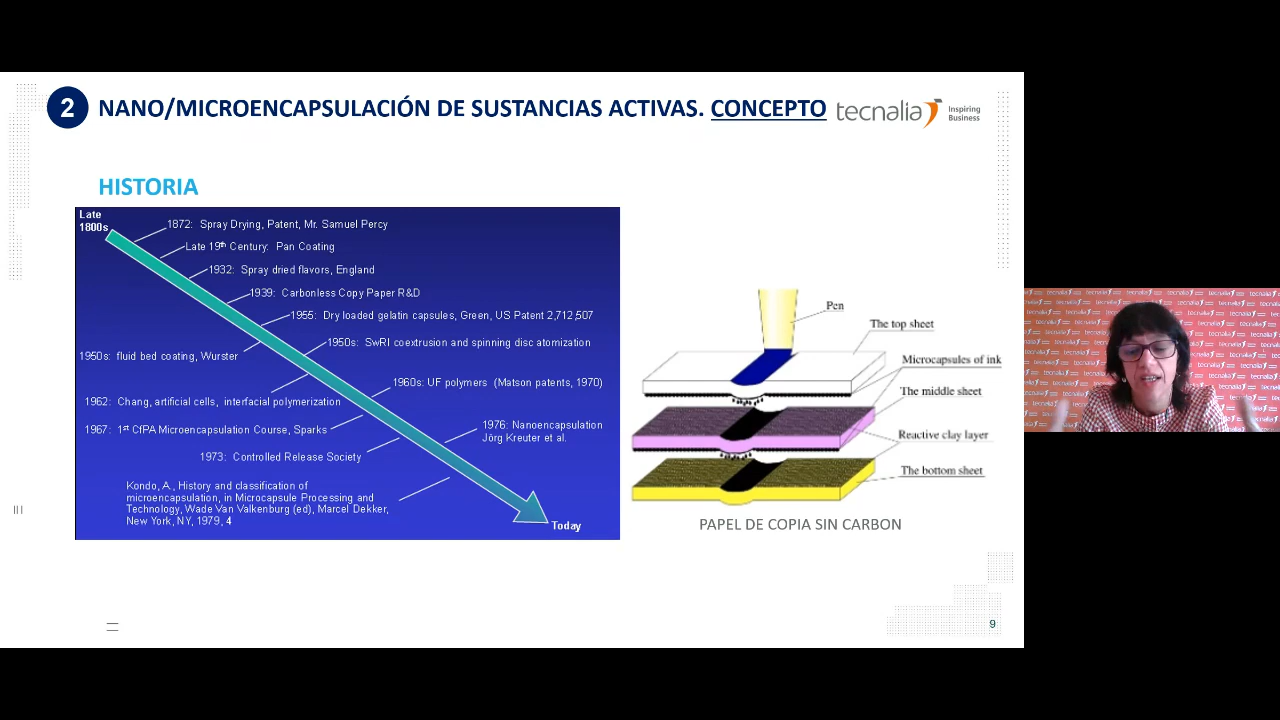 2
NANO/MICROENCAPSULACIÓN DE SUSTANCIAS ACTIVAS. CONCEPTO
tecnalia
Inspiring
Business
HISTORIA
Late
1800s
1872: Spray Drying, Patent, Mr. Samuel Percy
Late 19th Century: Pan Coating
1932: Spray dried flavors, England
1939: Carbonless Copy Paper R&D
1955: Dry loaded gelatin capsules, Green, US Patent 2,712,507
1950s: SwRI coextrusion and spinning disc atomization
1950s: fluid bed coating, Wurster
1960s: UF polymers (Matson patents, 1970)
1962: Chang, artificial cells, interfacial polymerization
1967: 1st CfPA Microencapsulation Course, Sparks
1976: Nanoencapsulation
Jörg Kreuter et al.
1973: Controlled Release Society
Kondo, A., History and classification of
microencapsulation, in Microcapsule Processing and
Technology, Wade Van Valkenburg (ed), Marcel Dekker,
New York, NY, 1979, 4
Today
Pen
The top sheet
Microcapsules of ink
The middle sheet
Reactive clay layer
The bottom sheet
PAPEL DE COPIA SIN CARBON
9